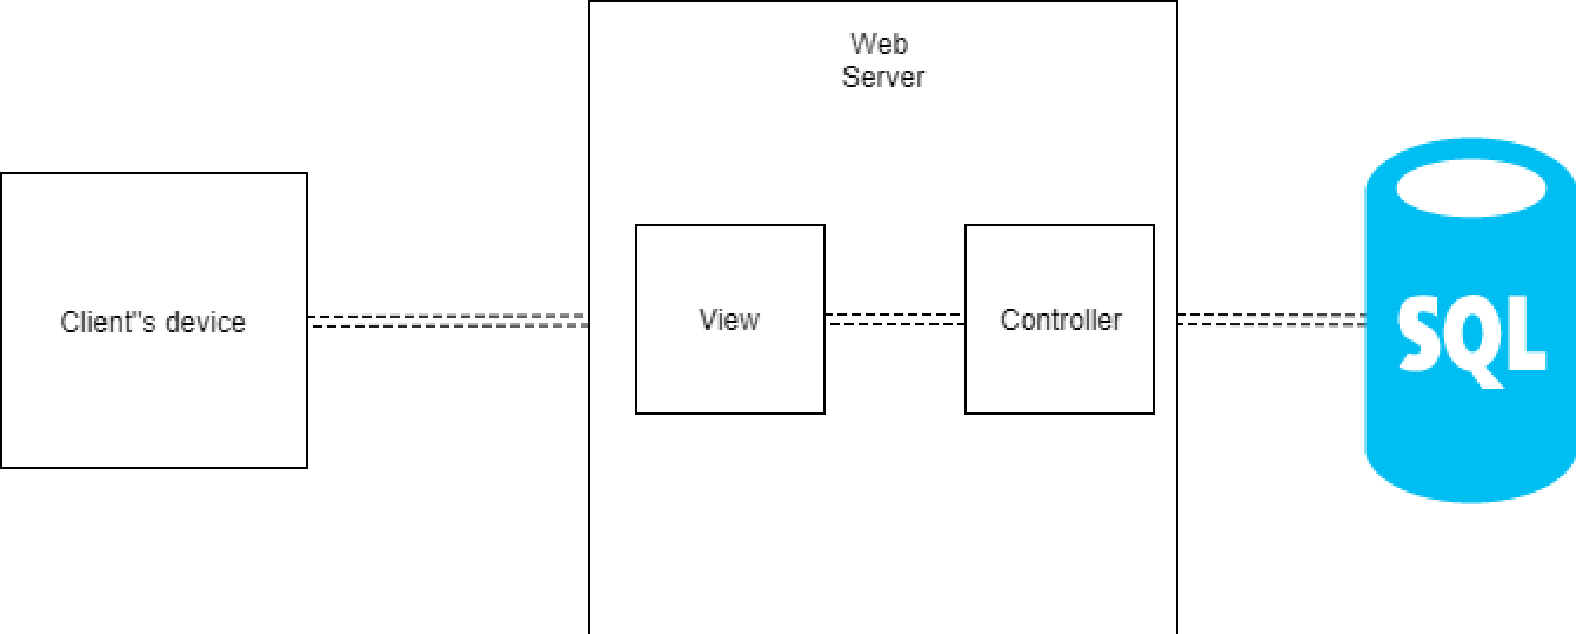 Web
Server
Client"s device
View
Controller
SQL